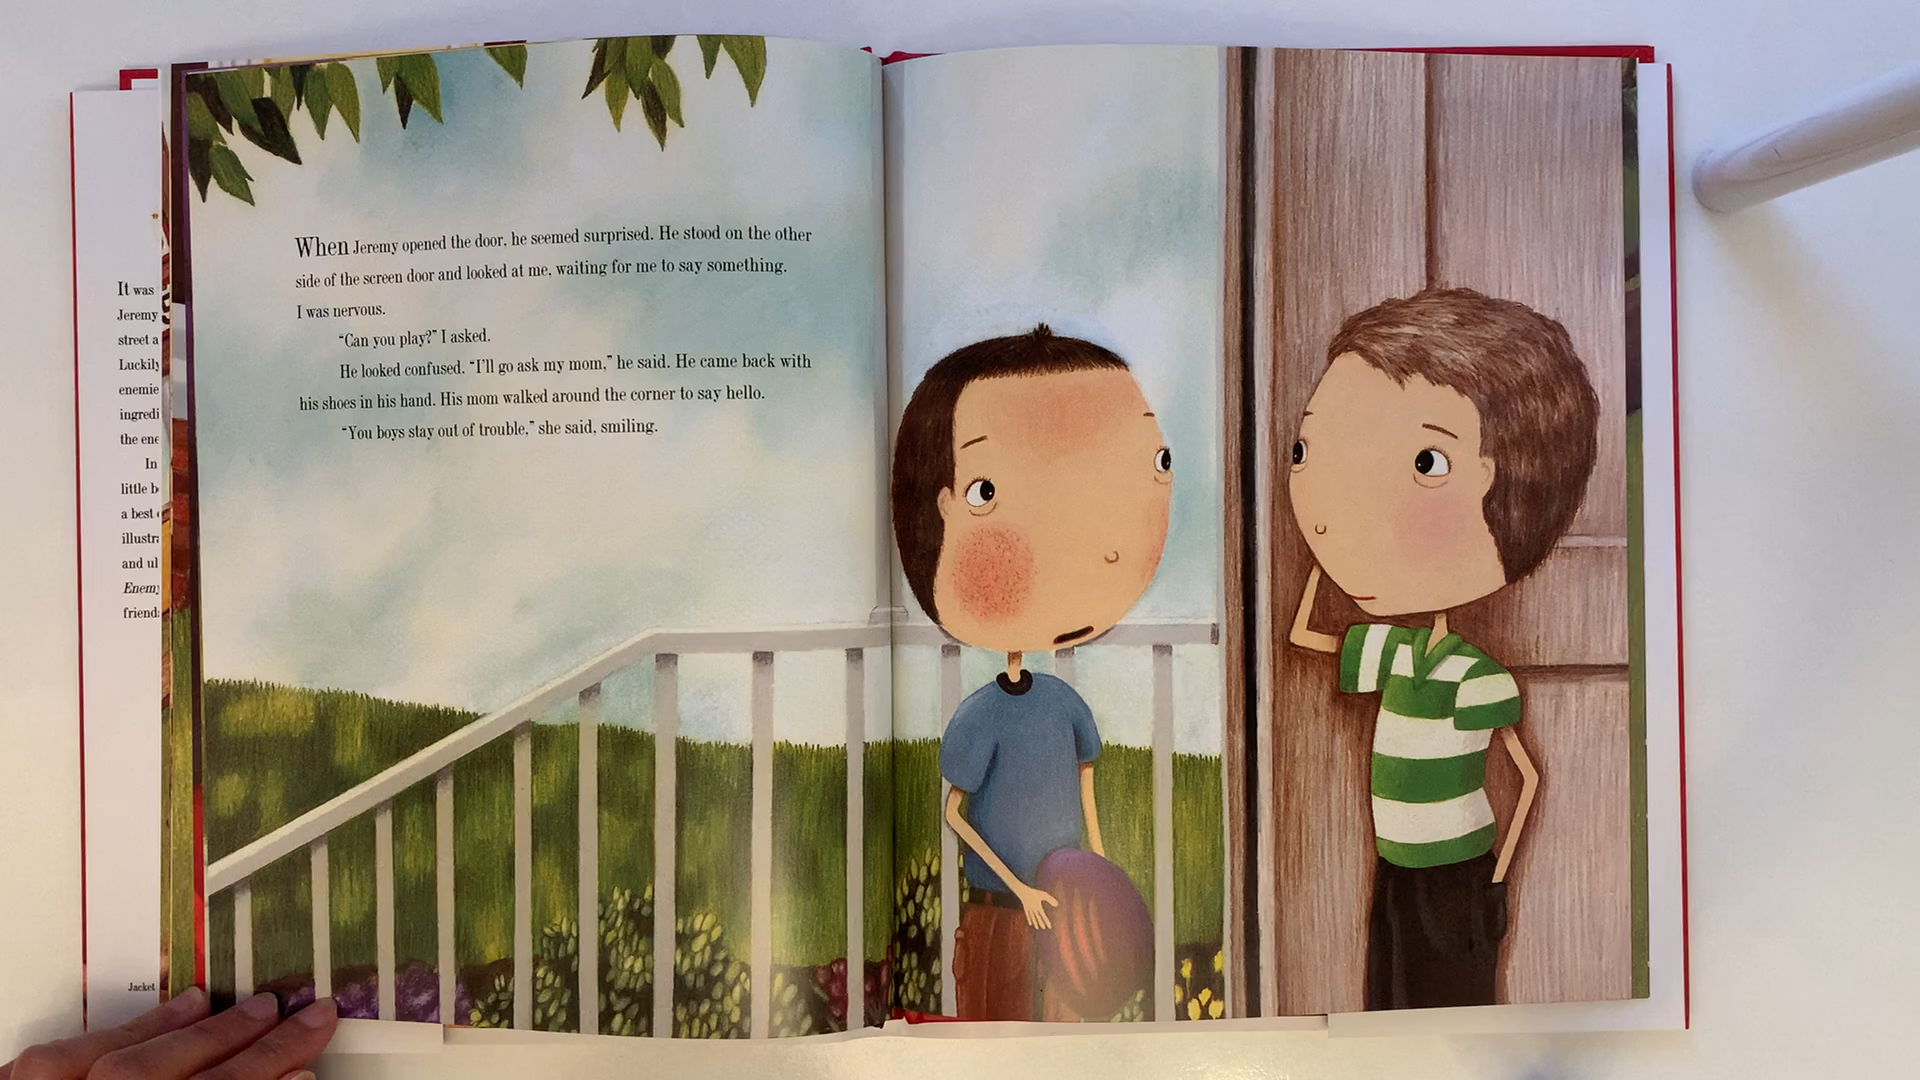 It was
Jeremy
street a
Luckily
enemie
ingredi
the ene
In
little b
a best
illustra
and ul
Enemy
friend
Jacket
When Jeremy opened the door, he seemed surprised. He stood on the other
side of the screen door and looked at me, waiting for me to say something.
I was nervous.
“Can you play?” I asked.
He looked confused. “I’ll go ask my mom,” he said. He came back with
his shoes in his hand. His mom walked around the corner to say hello.
“You boys stay out of trouble,” she said, smiling.